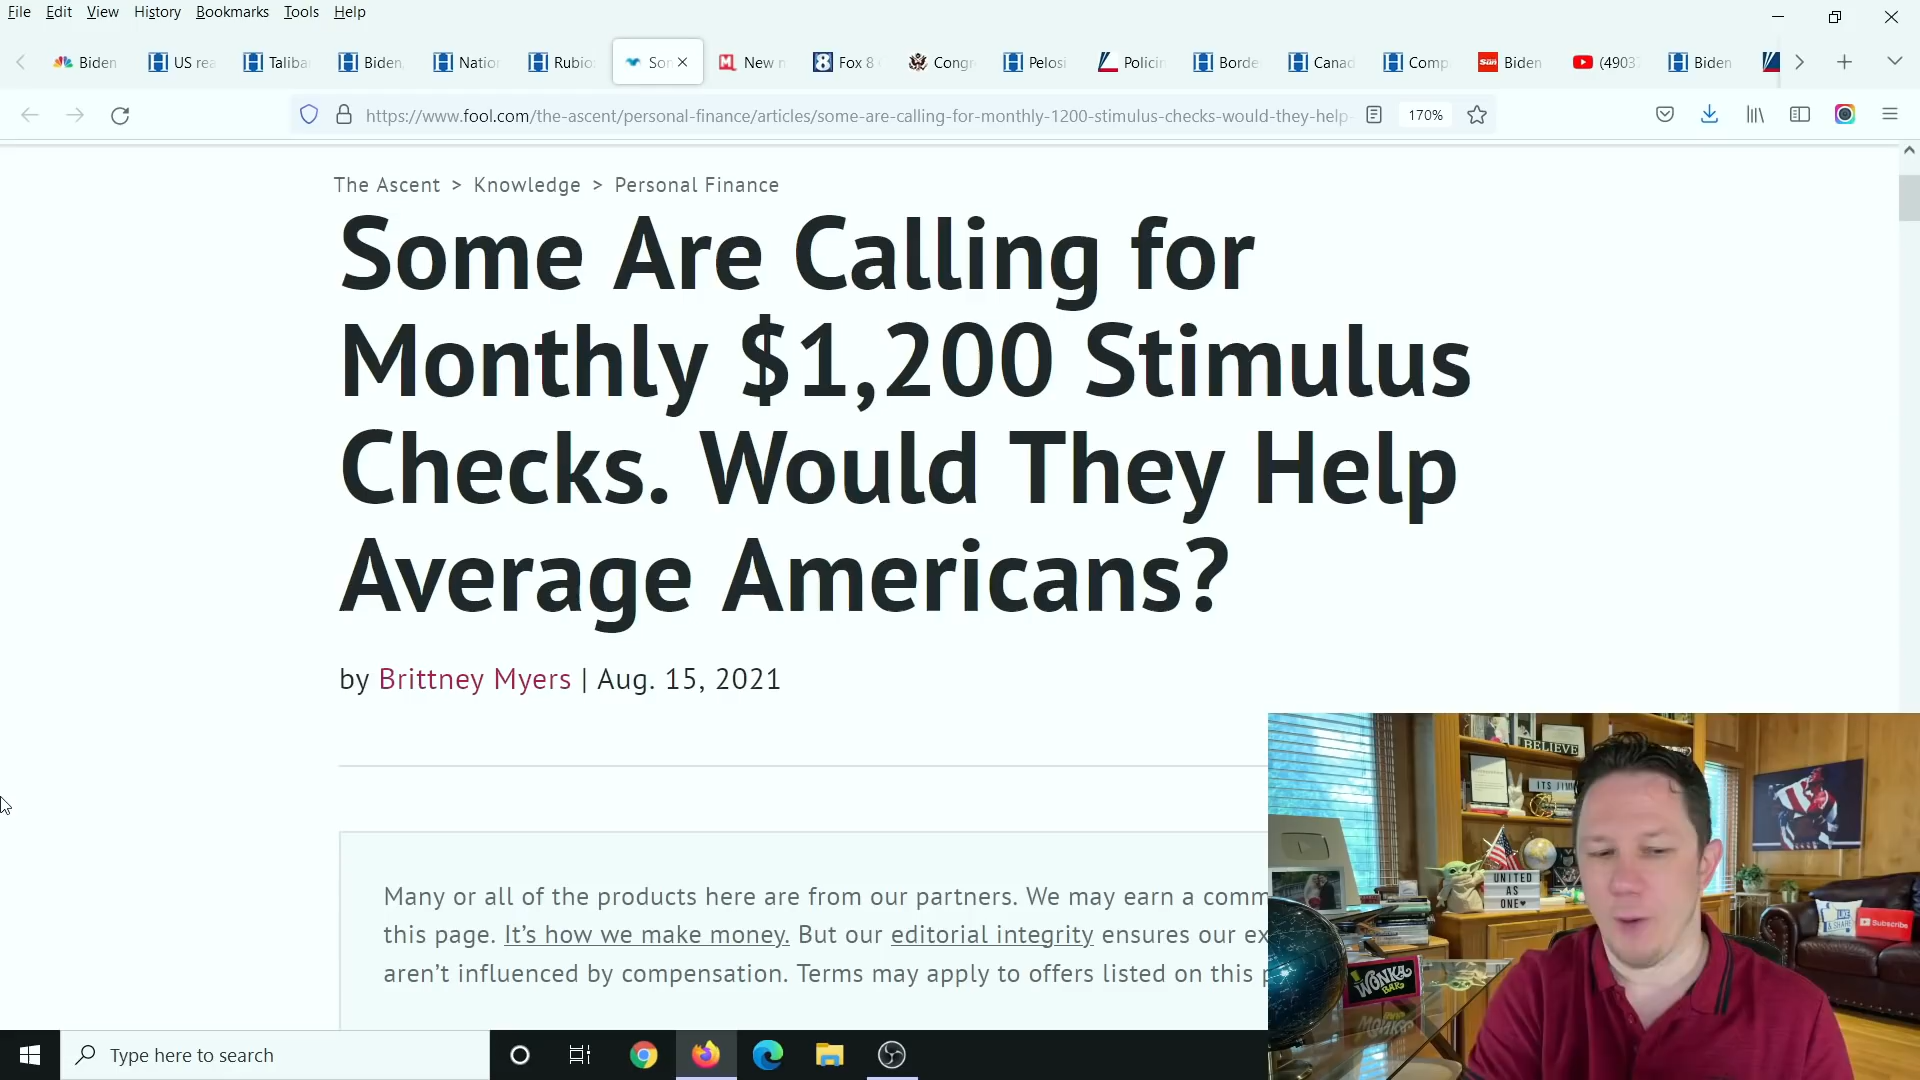 File Edit View History Bookmarks Tools Help
Biden US rea Taliba Biden, Nation Rubio Som New n Fox 8 Congr Pelosi Policin Borde Canad Comp Biden (4903 Biden
https://www.fool.com/the-ascent/personal-finance/articles/some-are-calling-for-monthly-1200-stimulus-checks-would-they-help- 170%
The Ascent > Knowledge > Personal Finance
Some Are Calling for
Monthly $1,200 Stimulus
Checks. Would They Help
Average Americans?
by Brittney Myers | Aug. 15, 2021
Many or all of the products here are from our partners. We may earn a comm
this page. It's how we make money. But our editorial integrity ensures our ex
aren't influenced by compensation. Terms may apply to offers listed on this p
BELIEVE
UNITED
AS
ONE♥
WONKA
BAR
LIKE
& SHARE
Subscribe
Type here to search